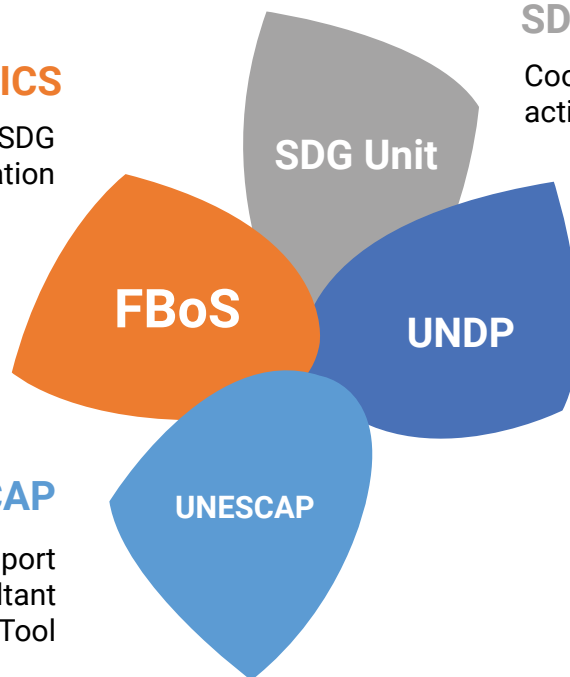 SD
Coo
acti
ICS
SDG
ation
SDG Unit
FBoS
UNDP
CAP
port
ltant
Tool
UNESCAP